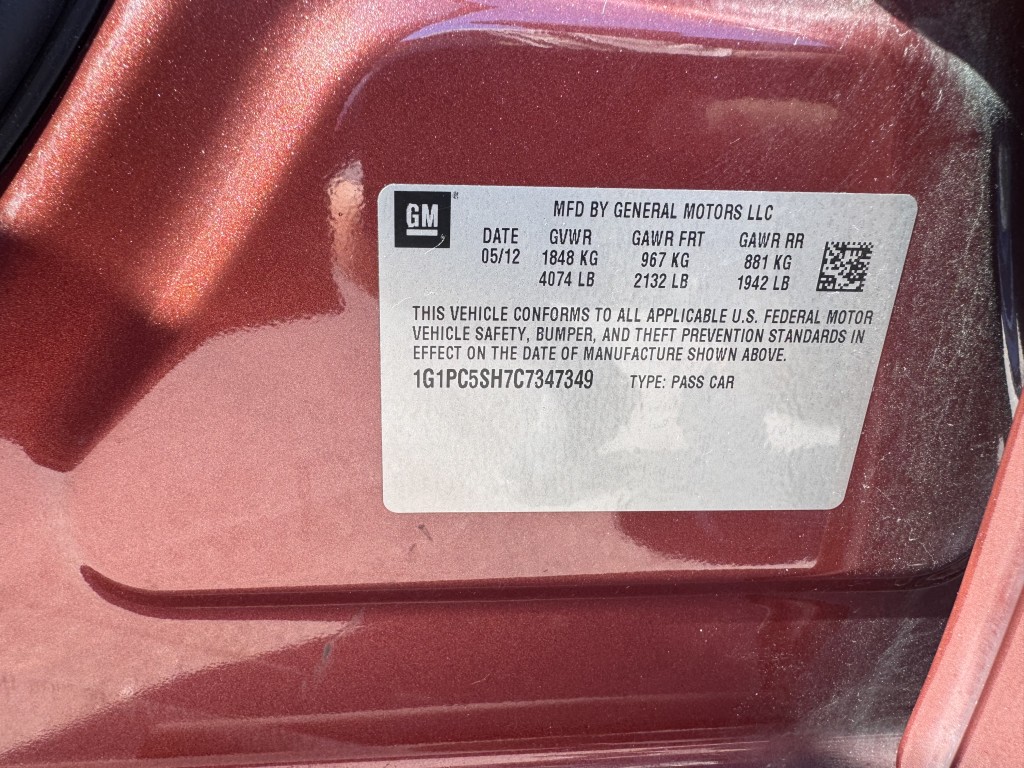 GM
MFD BY GENERAL MOTORS LLC
DATE GVWR GAWR FRT GAWR RR
05/12 1848 KG 967 KG 881 KG
4074 LB 2132 LB 1942 LB
THIS VEHICLE CONFORMS TO ALL APPLICABLE U.S. FEDERAL MOTOR
VEHICLE SAFETY, BUMPER, AND THEFT PREVENTION STANDARDS IN
EFFECT ON THE DATE OF MANUFACTURE SHOWN ABOVE.
1G1PC5SH7C7347349 TYPE: PASS CAR